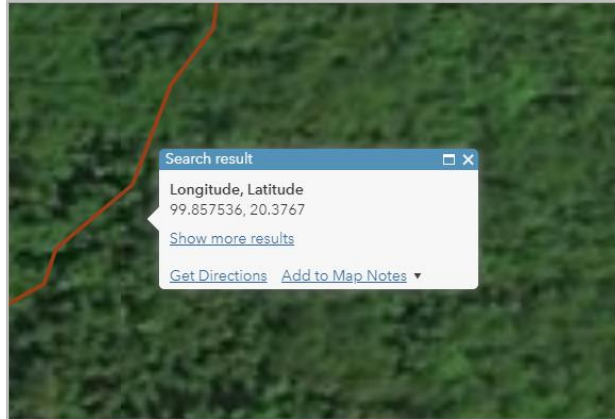 Search result
Longitude, Latitude
99.857536, 20.3767
Show more results
Get Directions Add to Map Notes